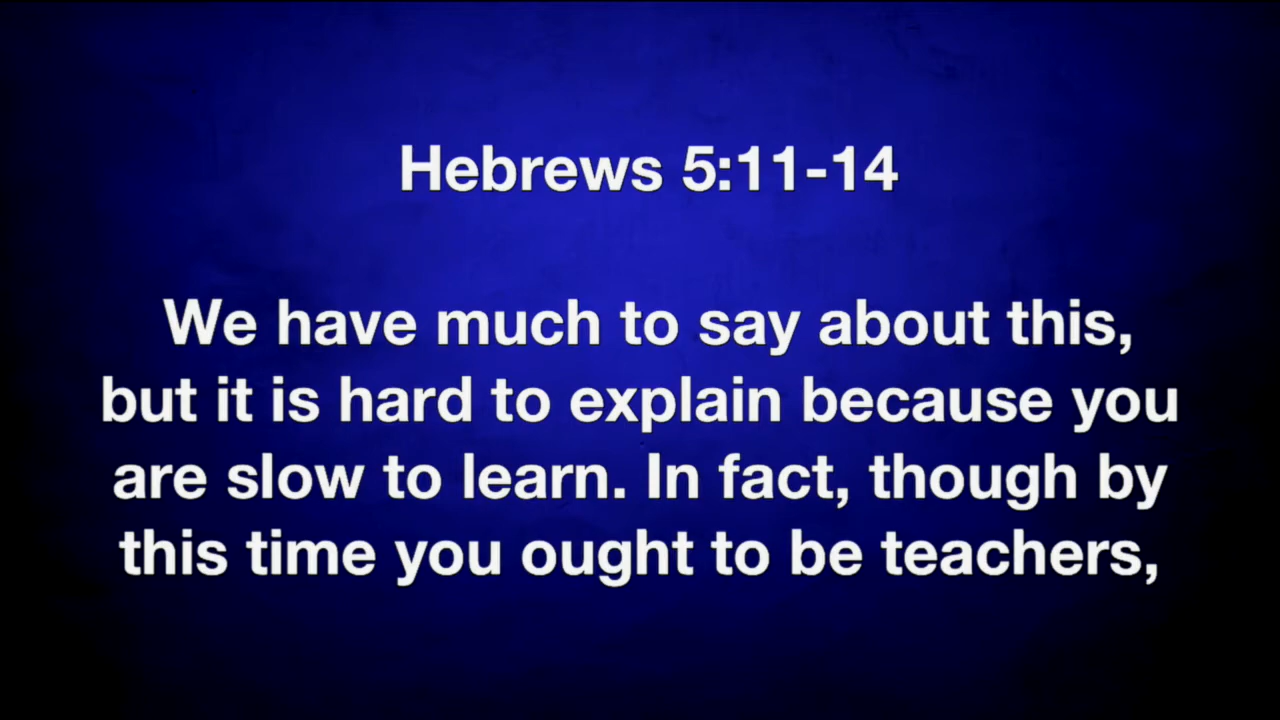 Hebrews 5:11-14
We have much to say about this,
but it is hard to explain because you
are slow to learn. In fact, though by
this time you ought to be teachers,